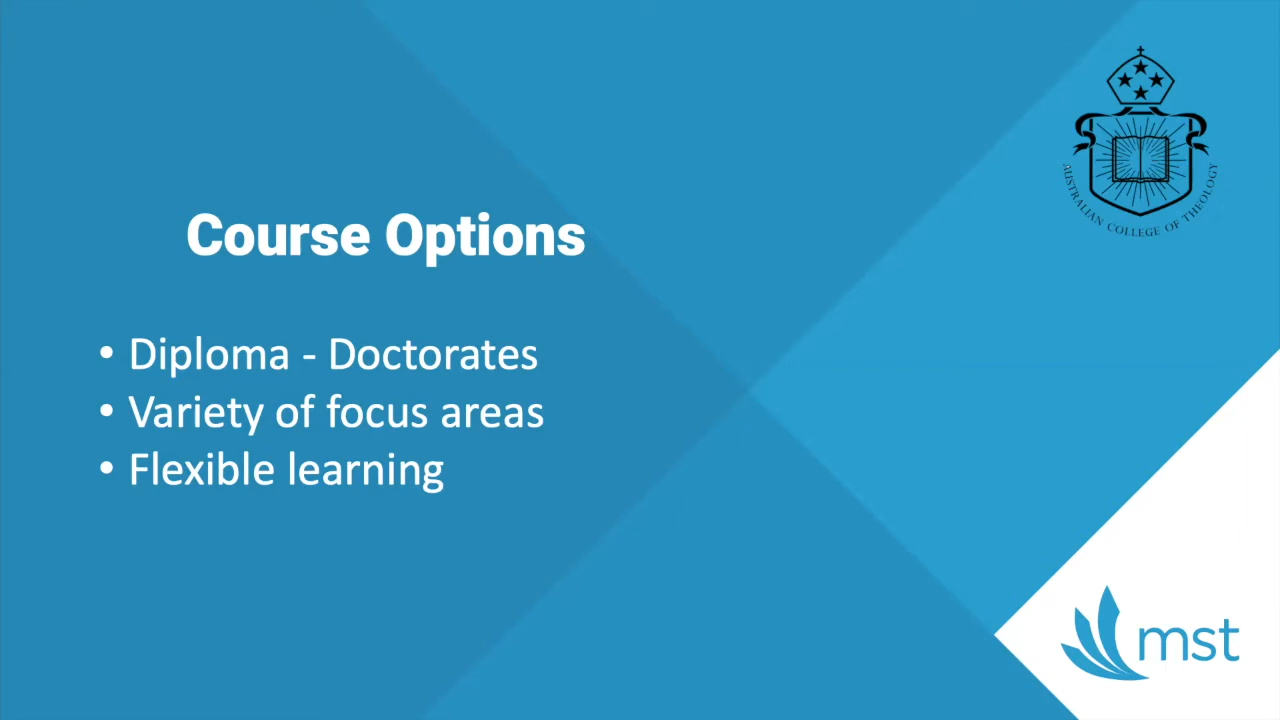 AUSTRALIAN COLLEGE OF THEOLOGY
Course Options
• Diploma - Doctorates
• Variety of focus areas
• Flexible learning
mst